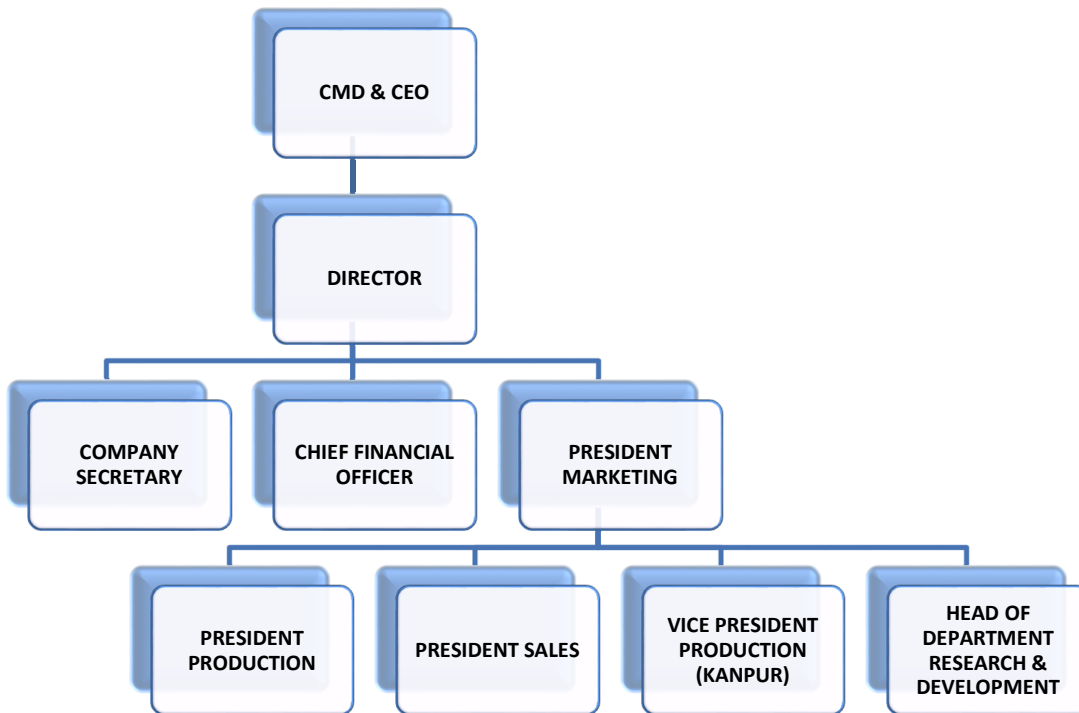 CMD & CEO
DIRECTOR
COMPANY
SECRETARY
CHIEF FINANCIAL
OFFICER
PRESIDENT
MARKETING
PRESIDENT
PRODUCTION
PRESIDENT SALES
VICE PRESIDENT
PRODUCTION
(KANPUR)
HEAD OF
DEPARTMENT
RESEARCH &
DEVELOPMENT